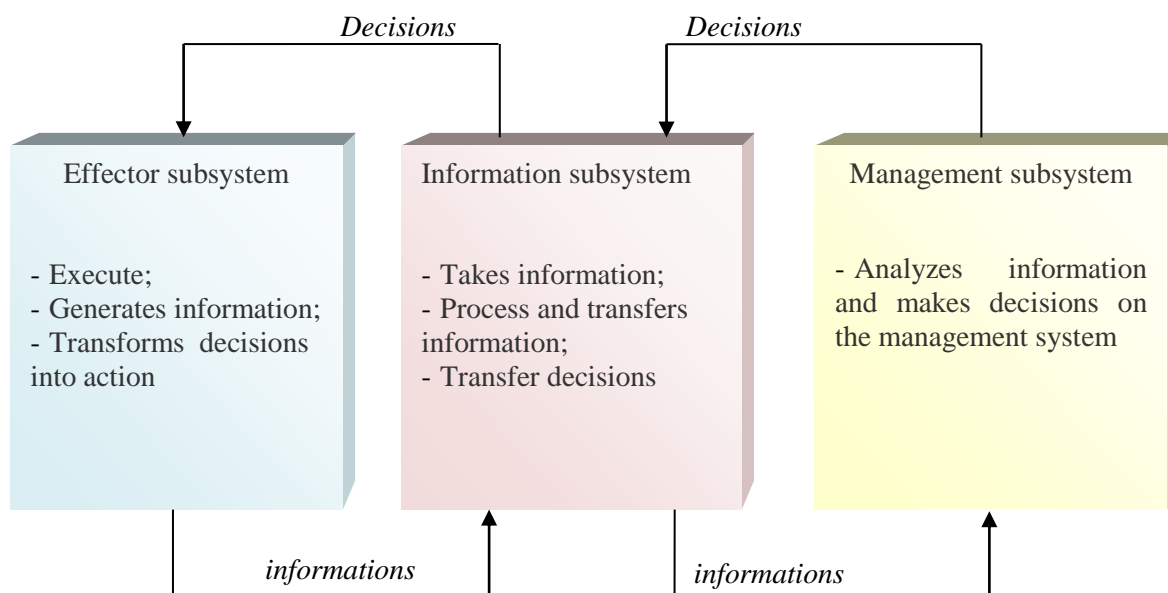 Decisions
Decisions
Effector subsystem
- Execute;
- Generates information;
- Transforms decisions
into action
Information subsystem
- Takes information;
- Process and transfers
information;
- Transfer decisions
Management subsystem
- Analyzes information
and makes decisions on
the management system
informations
informations